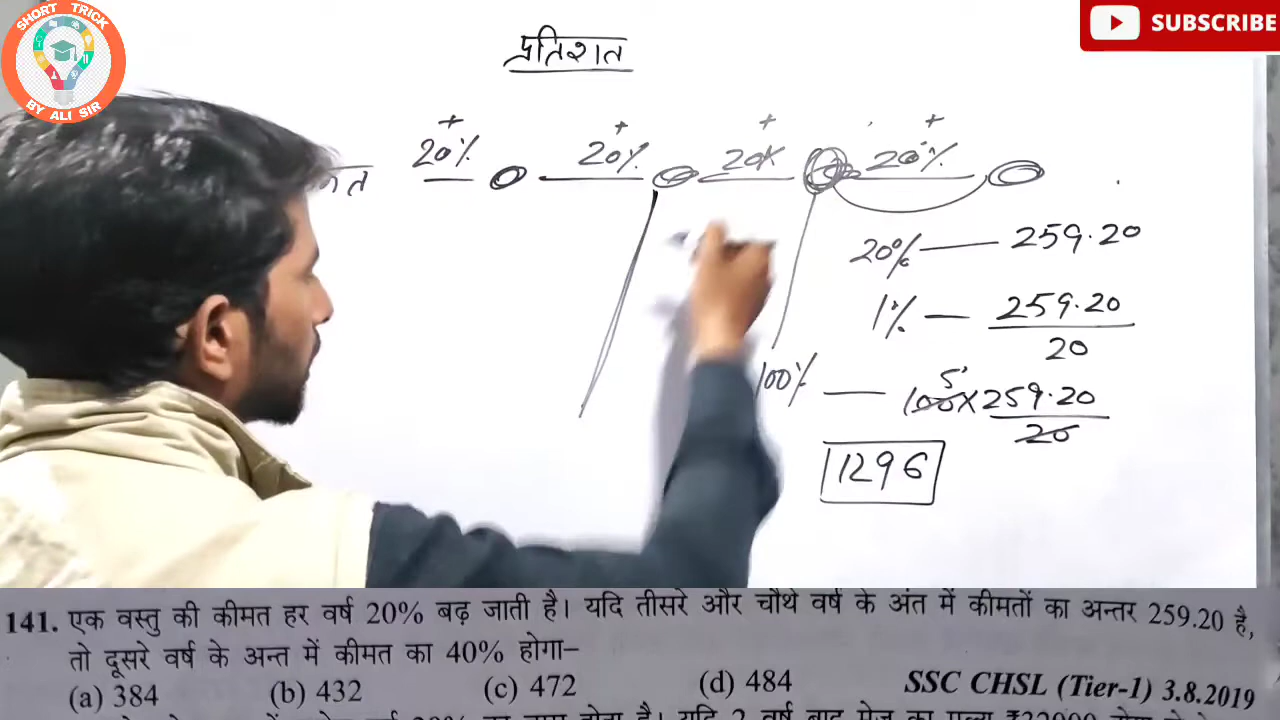 SHORT TRICK
BY ALI SIR
SUBSCRIBE
प्रतिशत
+ + + +
20% 20% 20% 20%
20% — 259.20
1% — 259.20
20
5
100% — 100×259.20
20
1296
141. एक वस्तु की कीमत हर वर्ष 20% बढ़ जाती है। यदि तीसरे और चौथे वर्ष के अंत में कीमतों का अन्तर 259.20 है,
तो दूसरे वर्ष के अन्त में कीमत का 40% होगा–
(a) 384 (b) 432 (c) 472 (d) 484 SSC CHSL (Tier-1) 3.8.2019